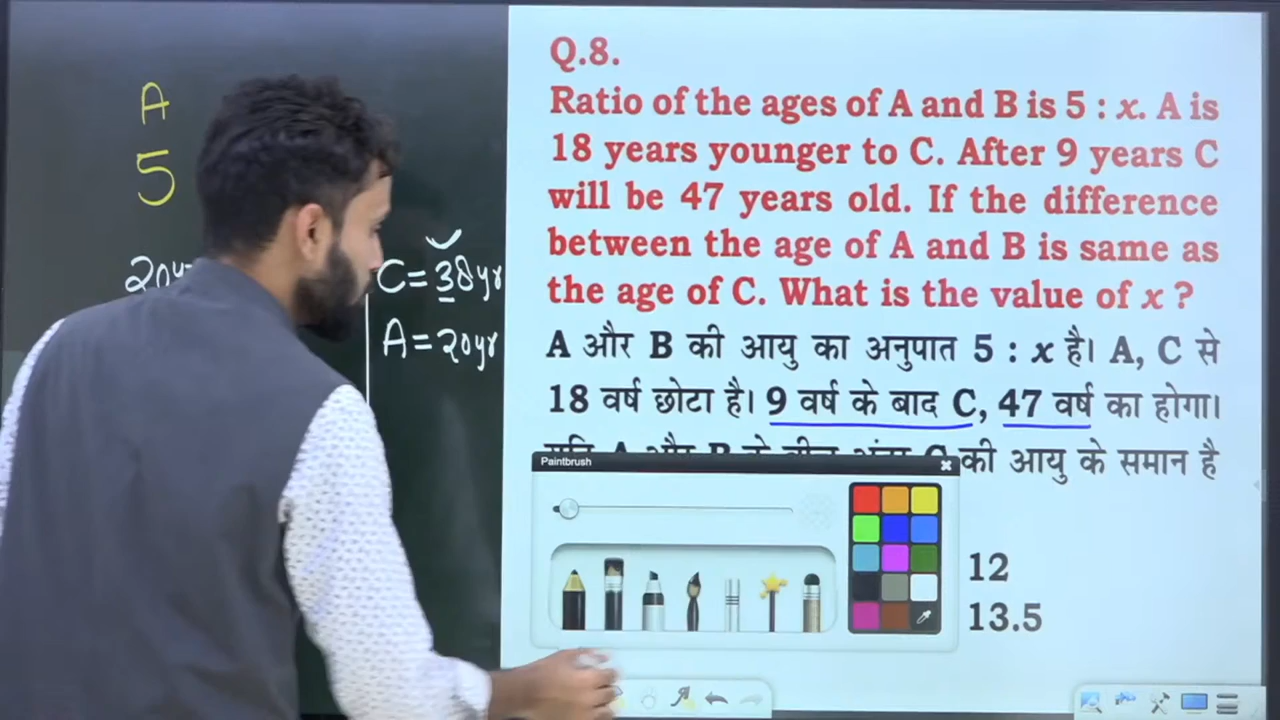 A
5
20yr
C=38yr
A=20yr
Q.8.
Ratio of the ages of A and B is 5 : x. A is
18 years younger to C. After 9 years C
will be 47 years old. If the difference
between the age of A and B is same as
the age of C. What is the value of x ?
A और B की आयु का अनुपात 5 : x है। A, C से
18 वर्ष छोटा है। 9 वर्ष के बाद C, 47 वर्ष का होगा।
की आयु के समान है
Paintbrush
12
13.5